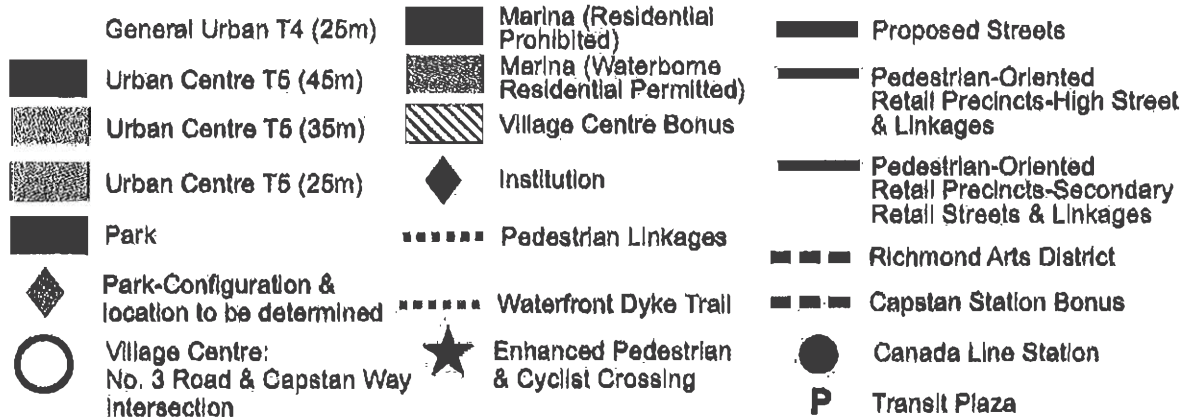 General Urban T4 (25m)
Urban Centre T5 (45m)
Urban Centre T5 (35m)
Urban Centre T5 (25m)
Park
Park-Configuration &
location to be determined
Village Centre:
No. 3 Road & Capstan Way
Intersection
Marina (Residential
Prohibited)
Marina (Waterborne
Residential Permitted)
Village Centre Bonus
Institution
Pedestrian Linkages
Waterfront Dyke Trail
Enhanced Pedestrian
& Cyclist Crossing
Proposed Streets
Pedestrian-Oriented
Retail Precincts-High Street
& Linkages
Pedestrian-Oriented
Retail Precincts-Secondary
Retail Streets & Linkages
Richmond Arts District
Capstan Station Bonus
Canada Line Station
P Transit Plaza